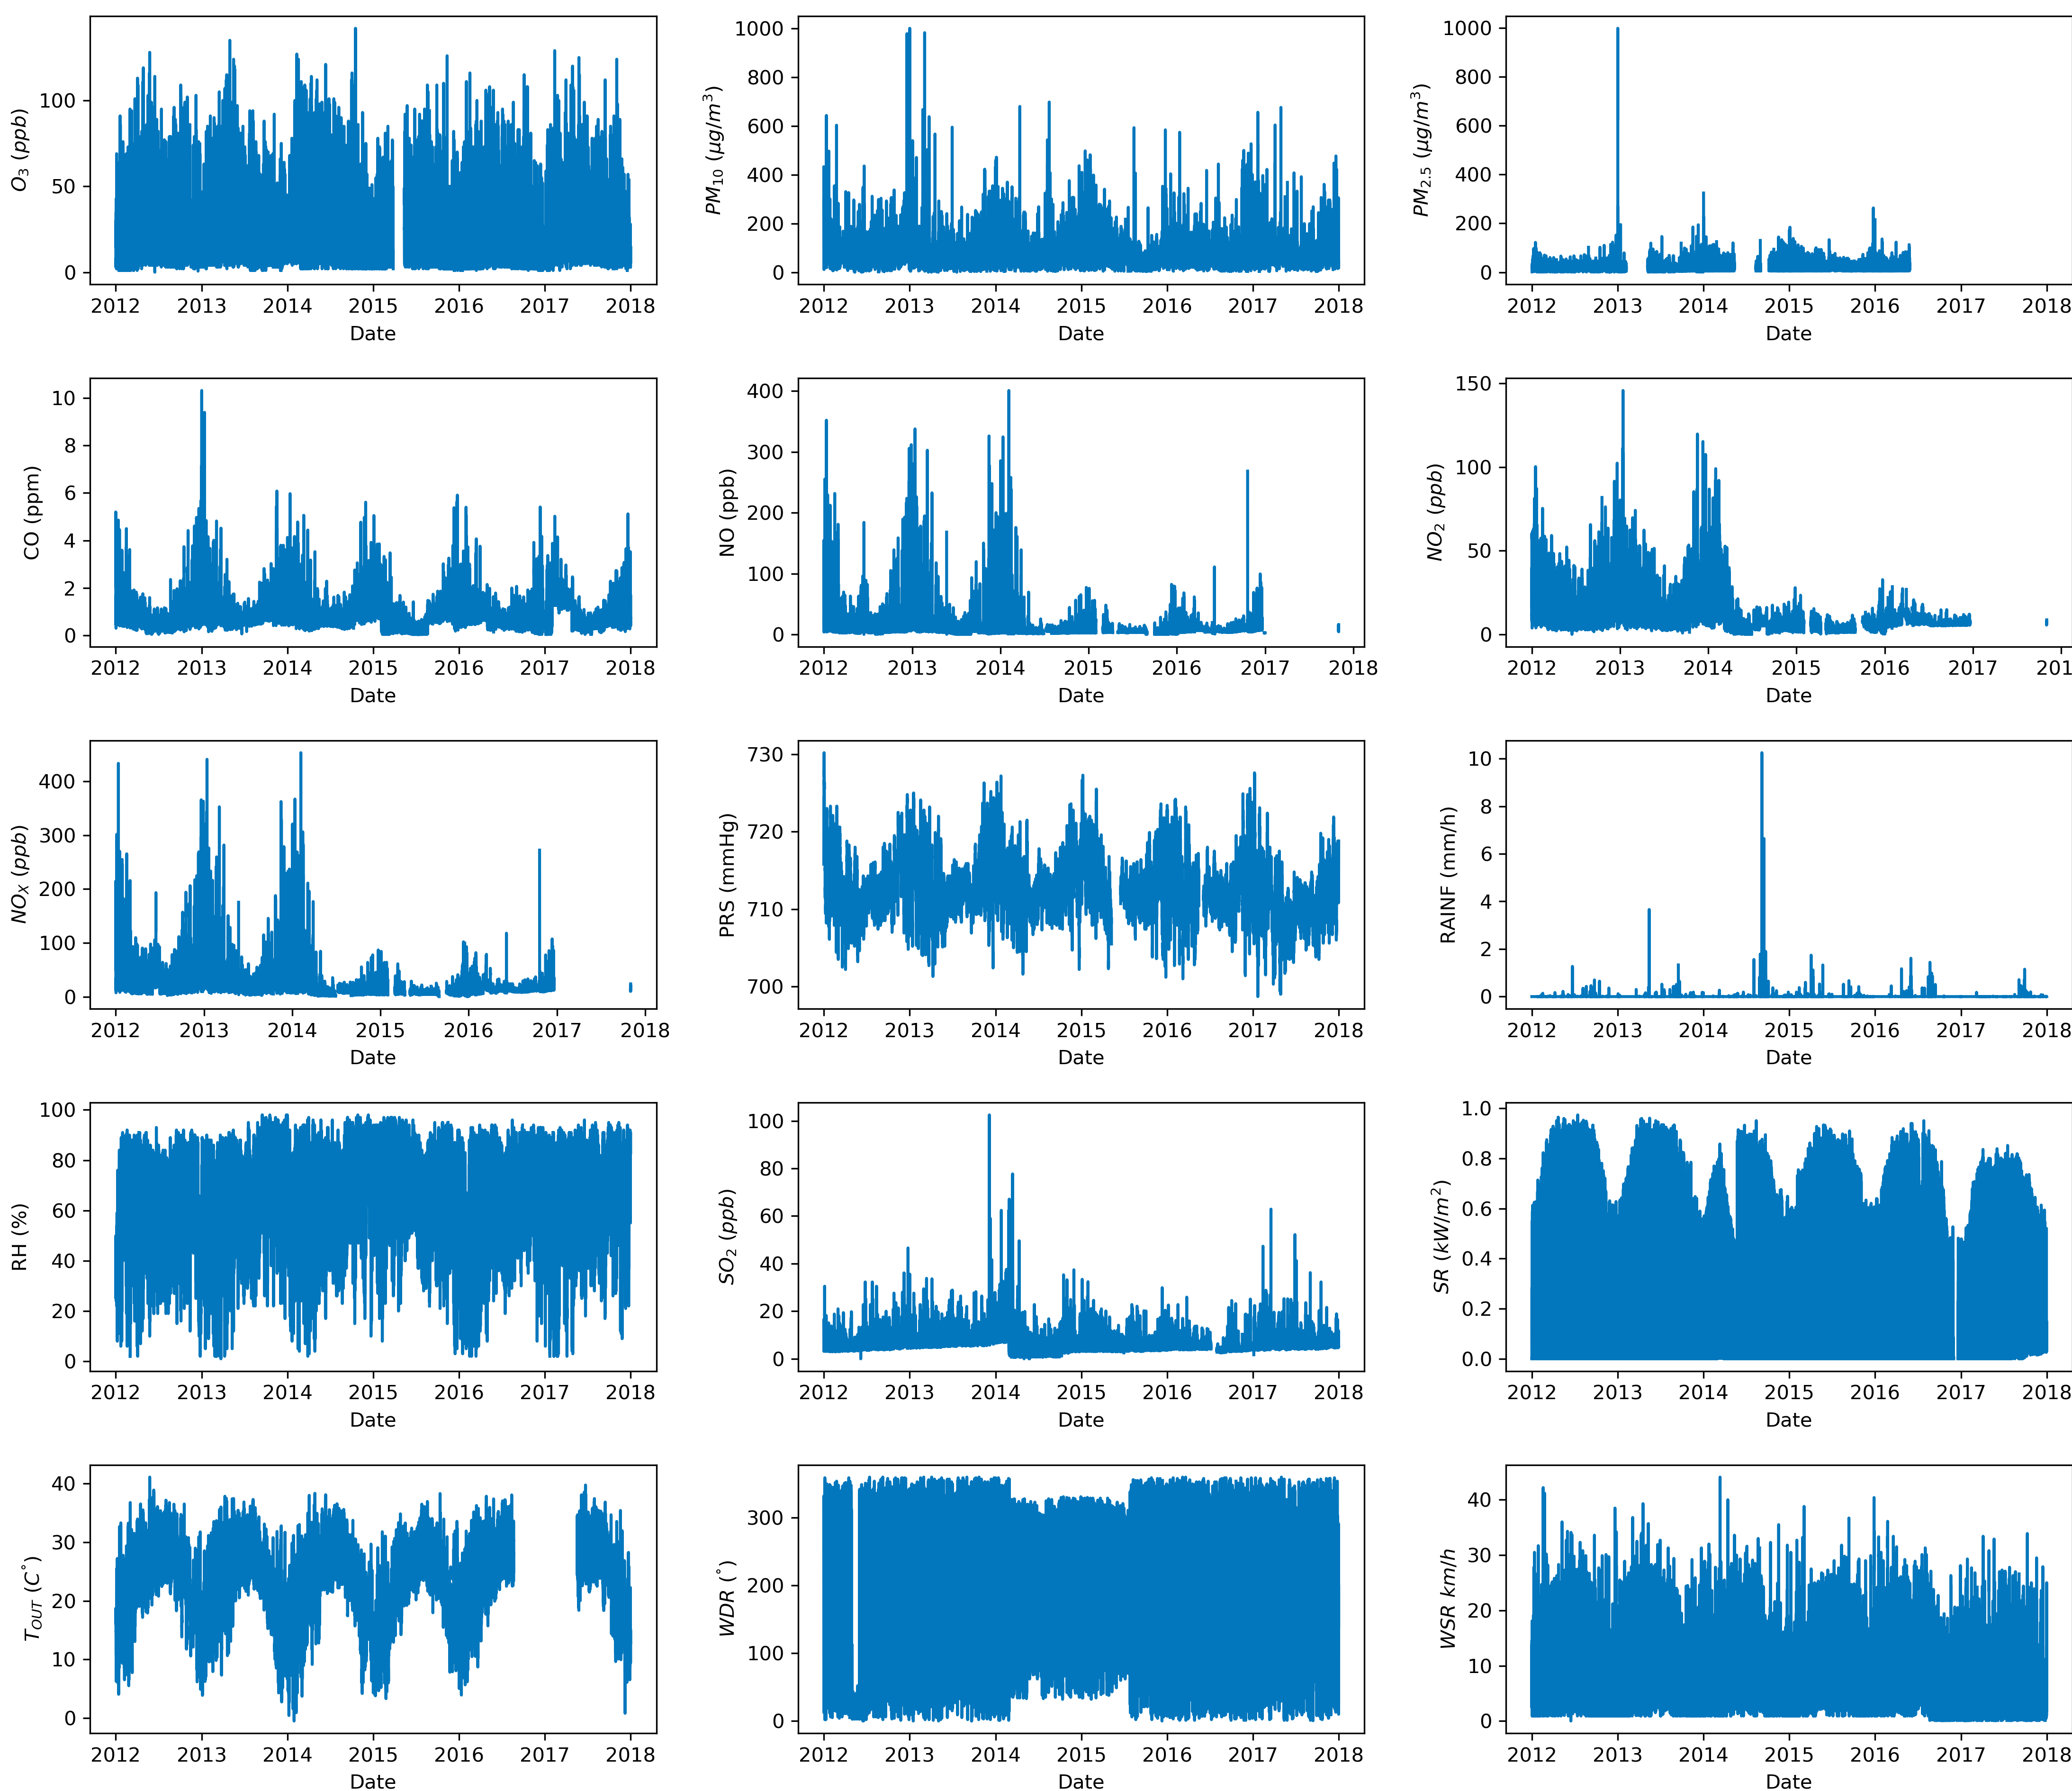 O3 (ppb)
100
50
0
2012 2013 2014 2015 2016 2017 2018
Date
PM10 (μg/m3)
1000
800
600
400
200
0
2012 2013 2014 2015 2016 2017 2018
Date
PM2.5 (μg/m3)
1000
800
600
400
200
0
2012 2013 2014 2015 2016 2017 2018
Date
CO (ppm)
10
8
6
4
2
0
2012 2013 2014 2015 2016 2017 2018
Date
NO (ppb)
400
300
200
100
0
2012 2013 2014 2015 2016 2017 2018
Date
NO2 (ppb)
150
100
50
0
2012 2013 2014 2015 2016 2017 201
Date
NOX (ppb)
400
300
200
100
0
2012 2013 2014 2015 2016 2017 2018
Date
PRS (mmHg)
730
720
710
700
2012 2013 2014 2015 2016 2017 2018
Date
RAINF (mm/h)
10
8
6
4
2
0
2012 2013 2014 2015 2016 2017 2018
Date
RH (%)
100
80
60
40
20
0
2012 2013 2014 2015 2016 2017 2018
Date
SO2 (ppb)
100
80
60
40
20
0
2012 2013 2014 2015 2016 2017 2018
Date
SR (kW/m2)
1.0
0.8
0.6
0.4
0.2
0.0
2012 2013 2014 2015 2016 2017 2018
Date
TOUT (C°)
40
30
20
10
0
2012 2013 2014 2015 2016 2017 2018
Date
WDR (°)
300
200
100
0
2012 2013 2014 2015 2016 2017 2018
Date
WSR km/h
40
30
20
10
0
2012 2013 2014 2015 2016 2017 2018
Date